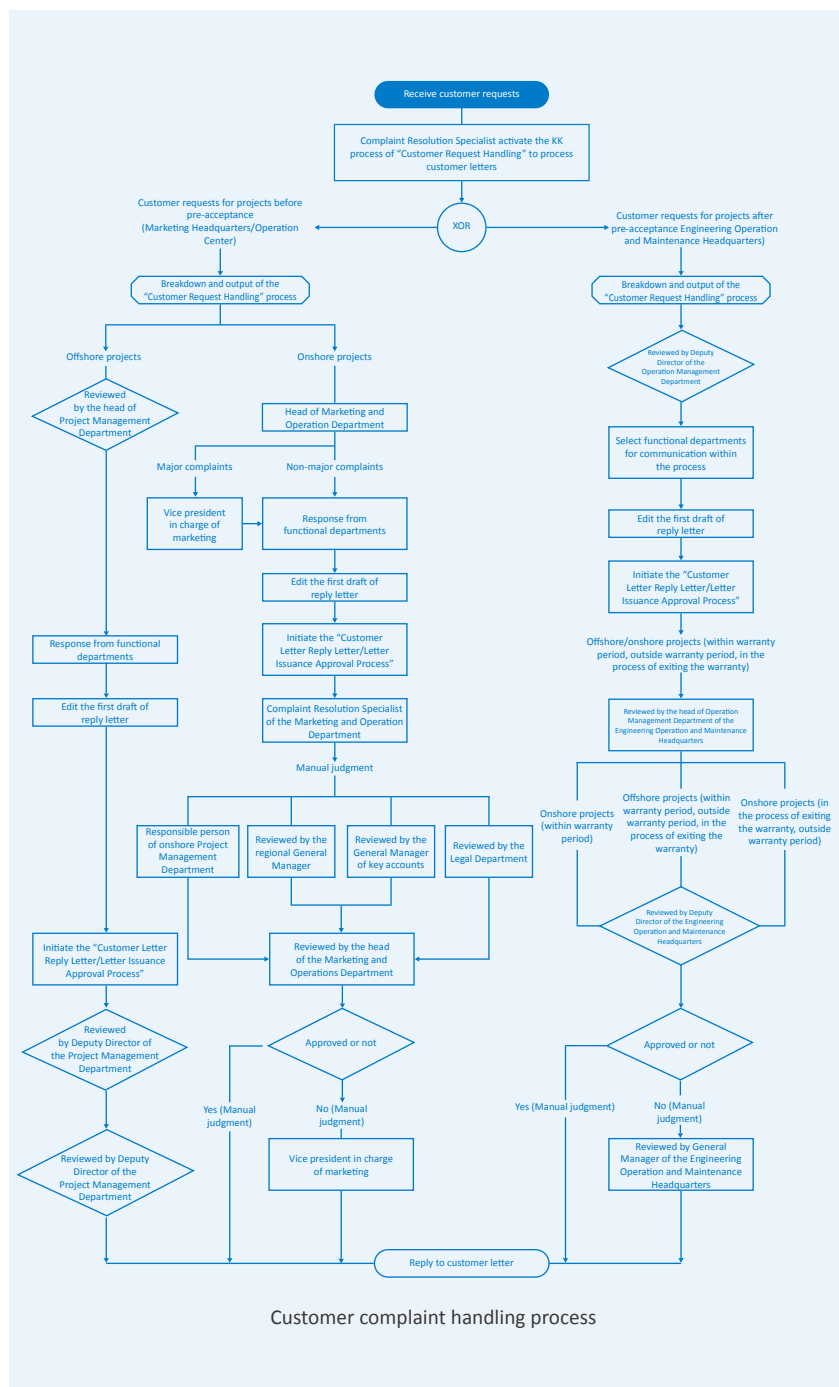 Receive customer requests
Complaint Resolution Specialist activate the KK
process of “Customer Request Handling” to process
customer letters
XOR
Customer requests for projects before
pre-acceptance
(Marketing Headquarters/Operation
Center)
Customer requests for projects after
pre-acceptance Engineering Operation
and Maintenance Headquarters)
Breakdown and output of the
“Customer Request Handling” process
Offshore projects
Onshore projects
Reviewed
by the head of
Project Management
Department
Head of Marketing and
Operation Department
Major complaints
Non-major complaints
Vice president
in charge of
marketing
Response from
functional departments
Edit the first draft of
reply letter
Initiate the “Customer
Letter Reply Letter/Letter
Issuance Approval Process”
Response from functional
departments
Edit the first draft of
reply letter
Complaint Resolution Specialist
of the Marketing and Operation
Department
Manual judgment
Responsible person
of onshore Project
Management
Department
Reviewed by the
regional General
Manager
Reviewed by the
General Manager
of key accounts
Reviewed by the
Legal Department
Initiate the “Customer Letter
Reply Letter/Letter Issuance
Approval Process”
Reviewed by the head
of the Marketing and
Operations Department
Reviewed
by Deputy Director of
the Project Management
Department
Approved or not
Yes (Manual
judgment)
No (Manual
judgment)
Reviewed by Deputy
Director of the
Project Management
Department
Vice president in charge
of marketing
Breakdown and output of the
“Customer Request Handling” process
Reviewed by Deputy
Director of the
Operation Management
Department
Select functional departments
for communication within
the process
Edit the first draft of
reply letter
Initiate the “Customer
Letter Reply Letter/Letter
Issuance Approval Process”
Offshore/onshore projects (within warranty
period, outside warranty period, in the
process of exiting the warranty)
Reviewed by the head of Operation
Management Department of the
Engineering Operation and Maintenance
Headquarters
Onshore projects
(within warranty
period)
Offshore projects (within
warranty period, outside
warranty period, in the
process of exiting the
warranty)
Onshore projects (in
the process of exiting
the warranty, outside
warranty period)
Reviewed by Deputy
Director of the Engineering
Operation and Maintenance
Headquarters
Approved or not
Yes (Manual judgment)
No (Manual
judgment)
Reviewed by General
Manager of the Engineering
Operation and Maintenance
Headquarters
Reply to customer letter
Customer complaint handling process